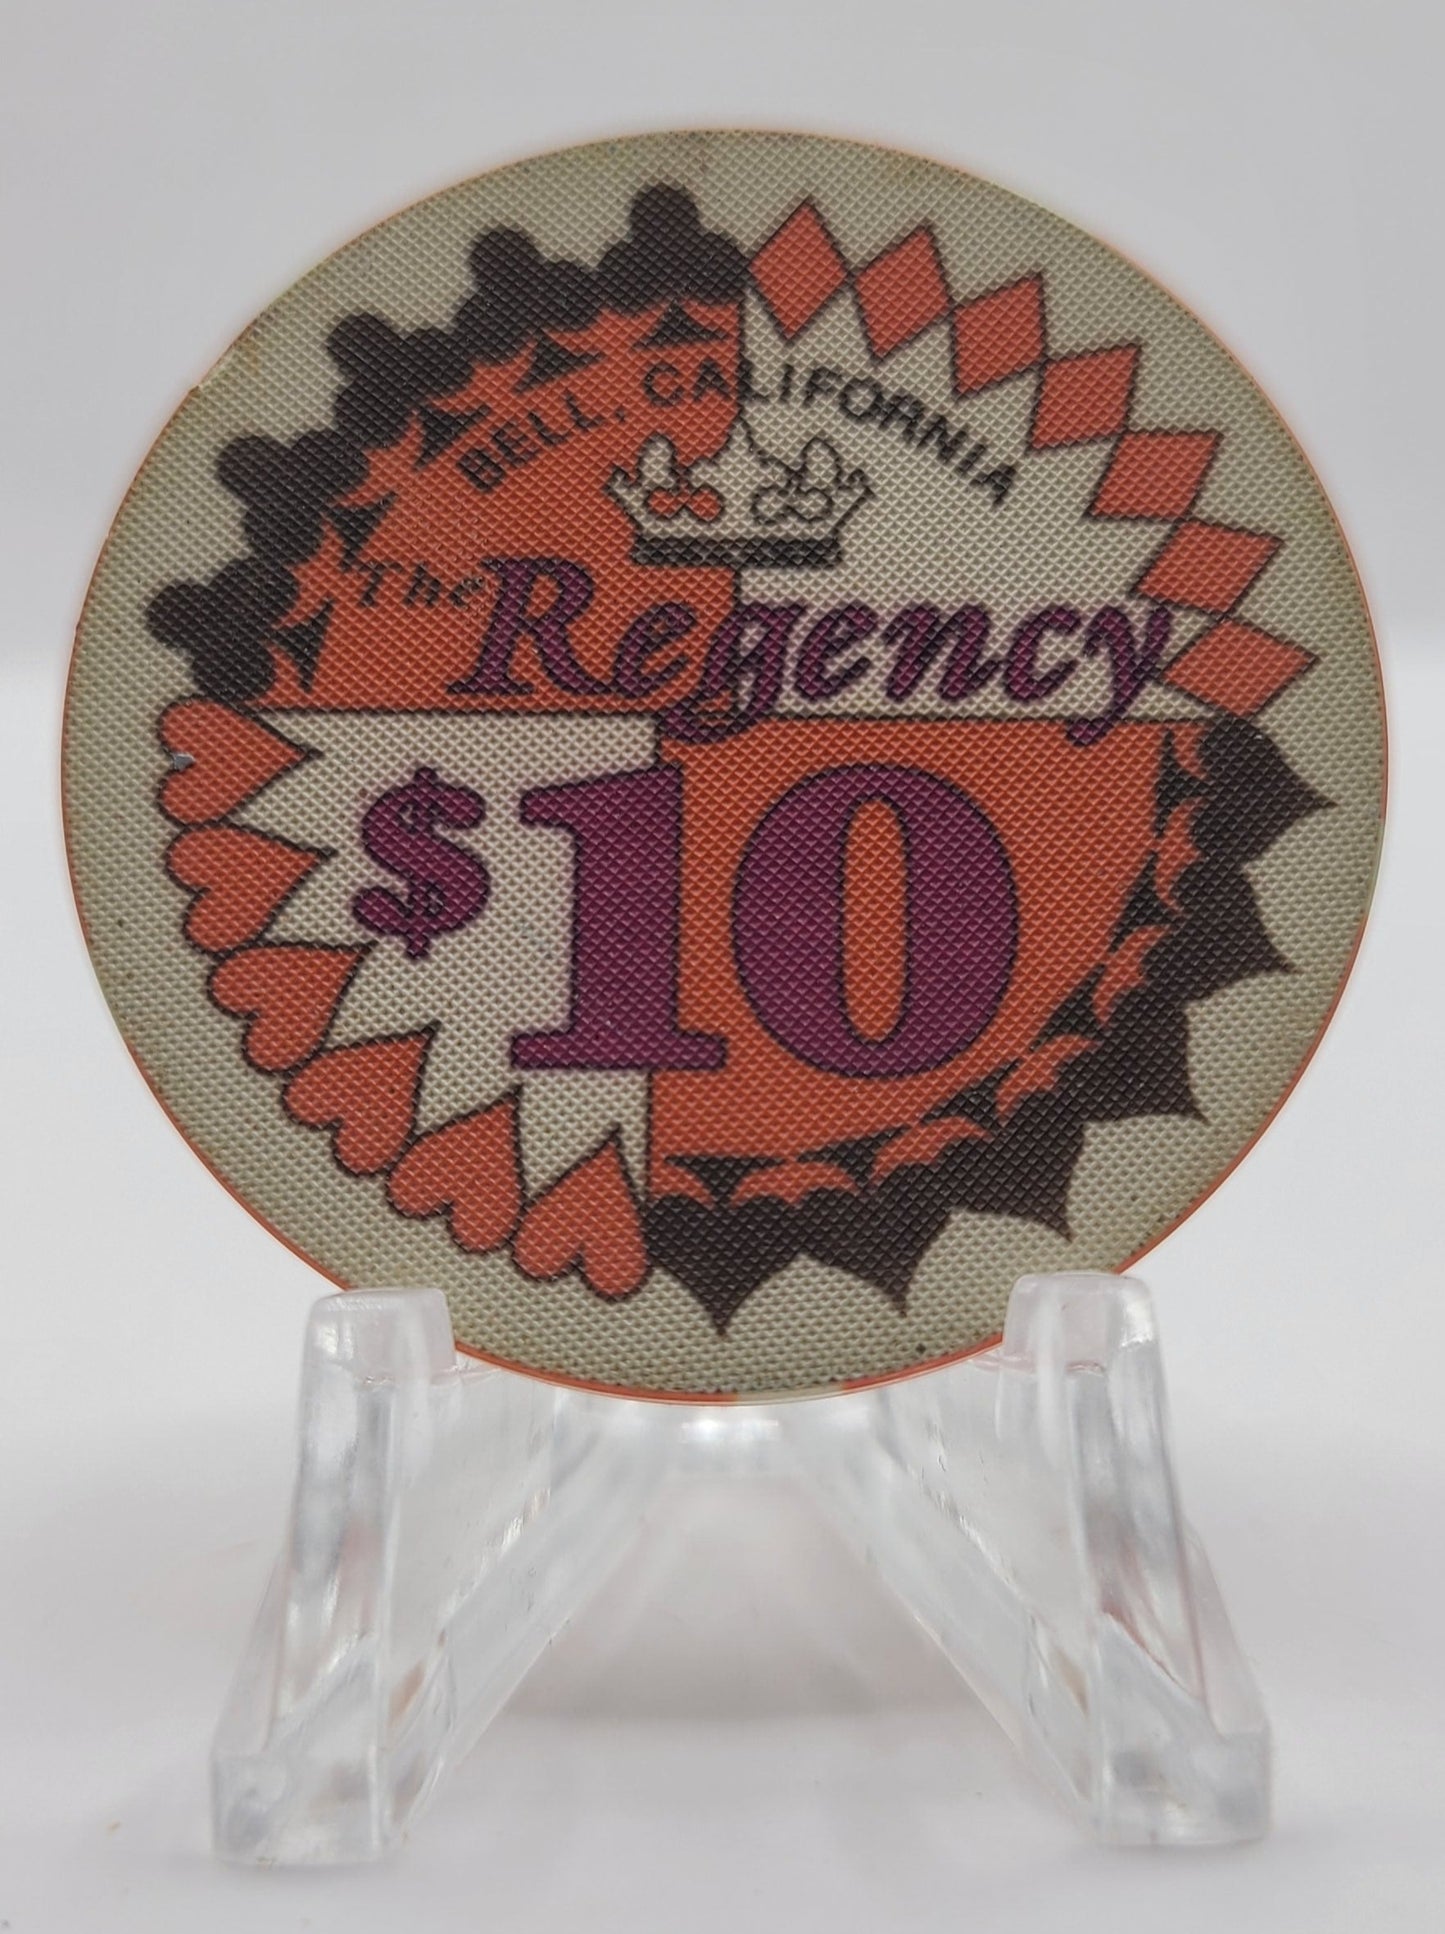 BELL, CALIFORNIA
The Regency
$10